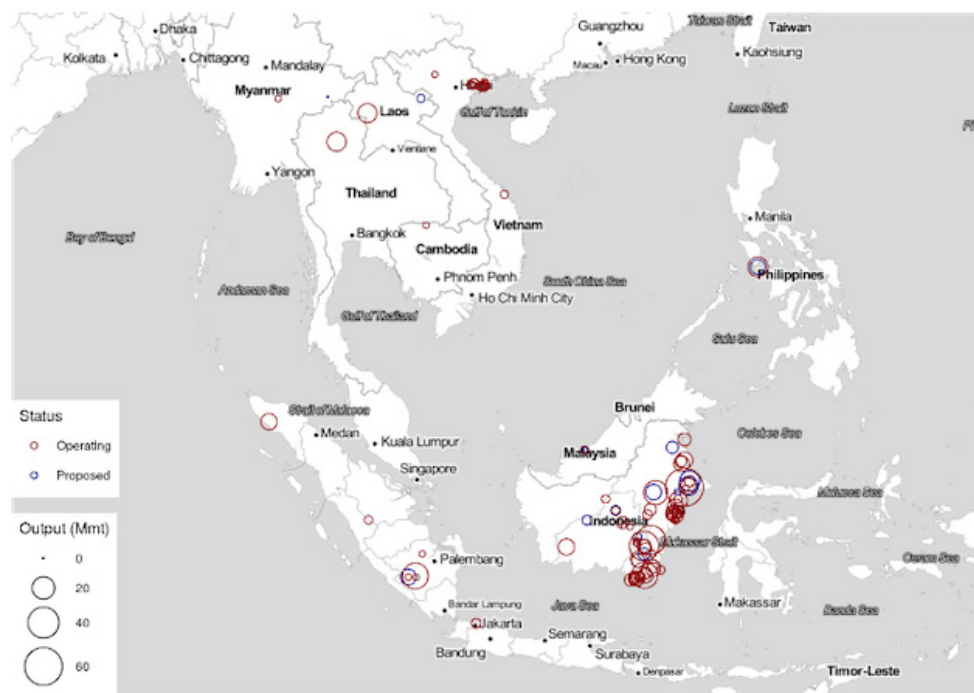 Guangzhou
Taiwan Strait
Taiwan
Dhaka
Kolkata
Chittagong
Mandalay
Macau
Hong Kong
Kaohsiung
Myanmar
Gulf of Tonkin
Laos
Luzon Strait
Vientiane
Yangon
Thailand
Manila
Vietnam
Bay of Bengal
Bangkok
Cambodia
Philippines
Phnom Penh
South China Sea
Andaman Sea
Ho Chi Minh City
Gulf of Thailand
Sulu Sea
Status
Operating
Proposed
Strait of Malacca
Medan
Kuala Lumpur
Singapore
Brunei
Malaysia
Celebes Sea
Molucca Sea
Indonesia
Makassar Strait
Ceram Sea
Output (Mmt)
0
20
40
60
Palembang
Bandar Lampung
Java Sea
Makassar
Banda Sea
Jakarta
Bandung
Semarang
Surabaya
Denpasar
Timor-Leste